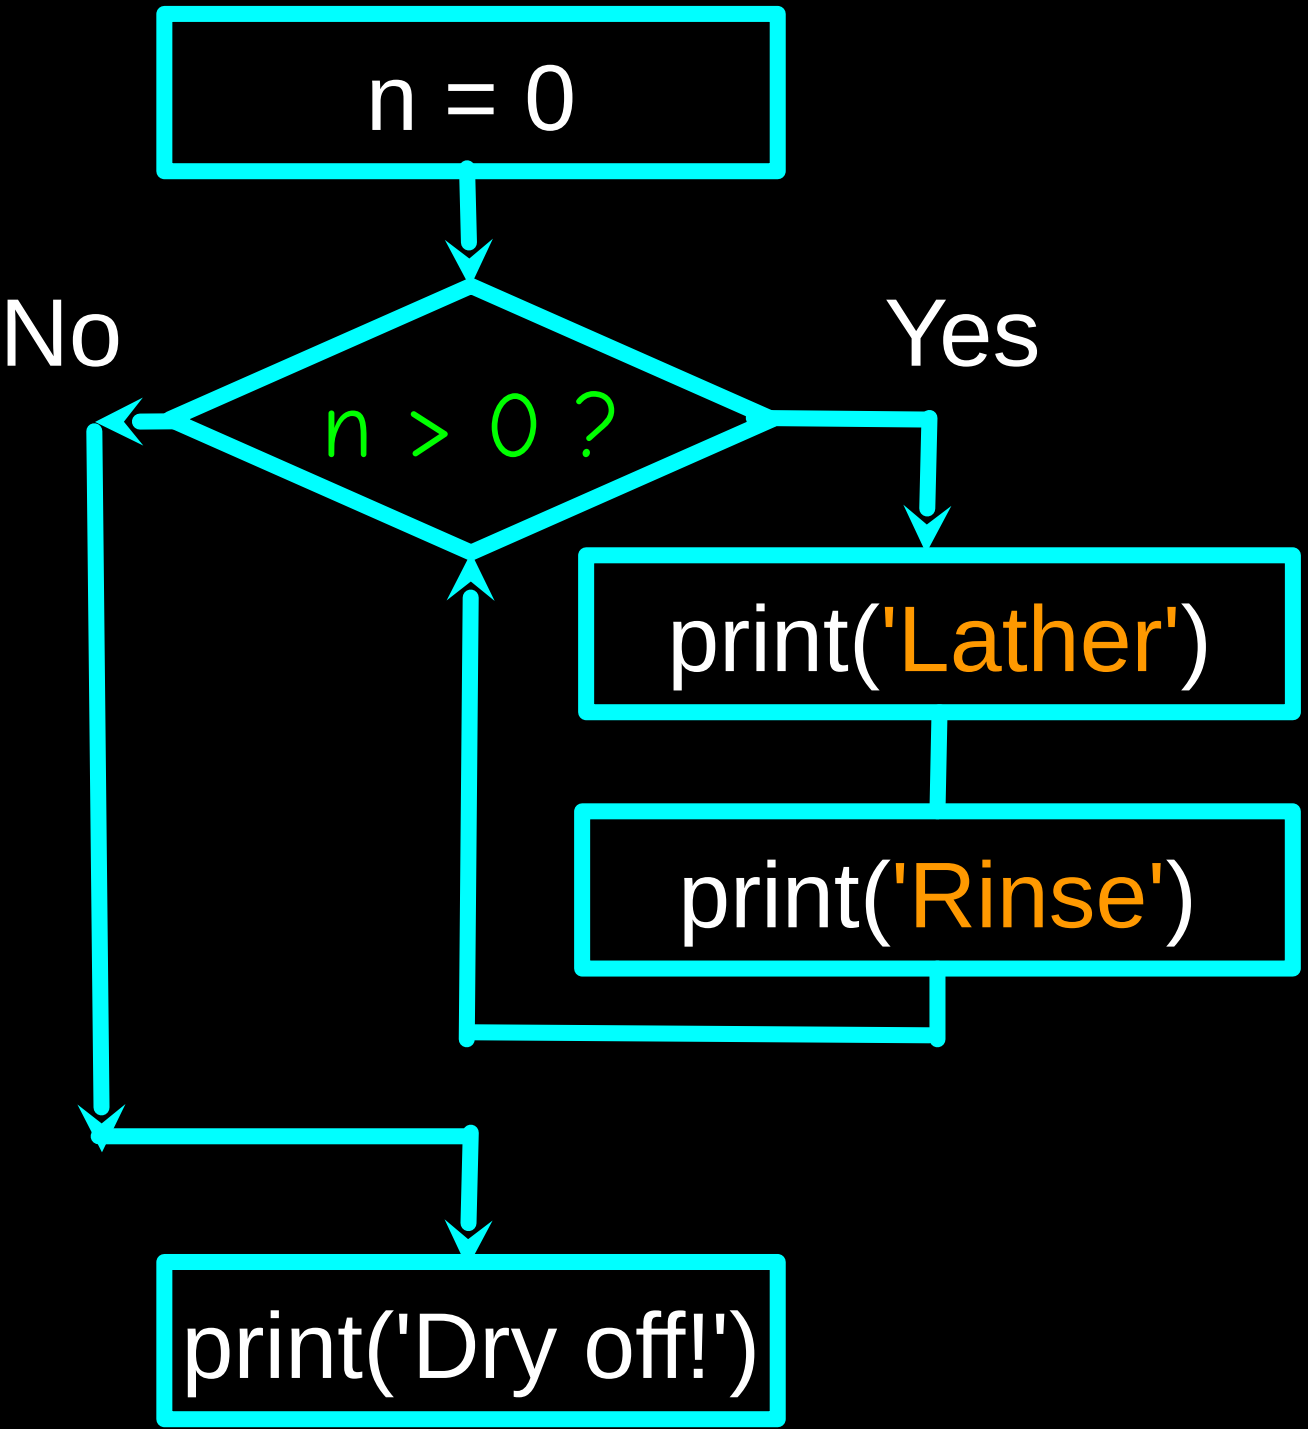 n = 0
No
Yes
n > 0 ?
print('Lather')
print('Rinse')
print('Dry off!')